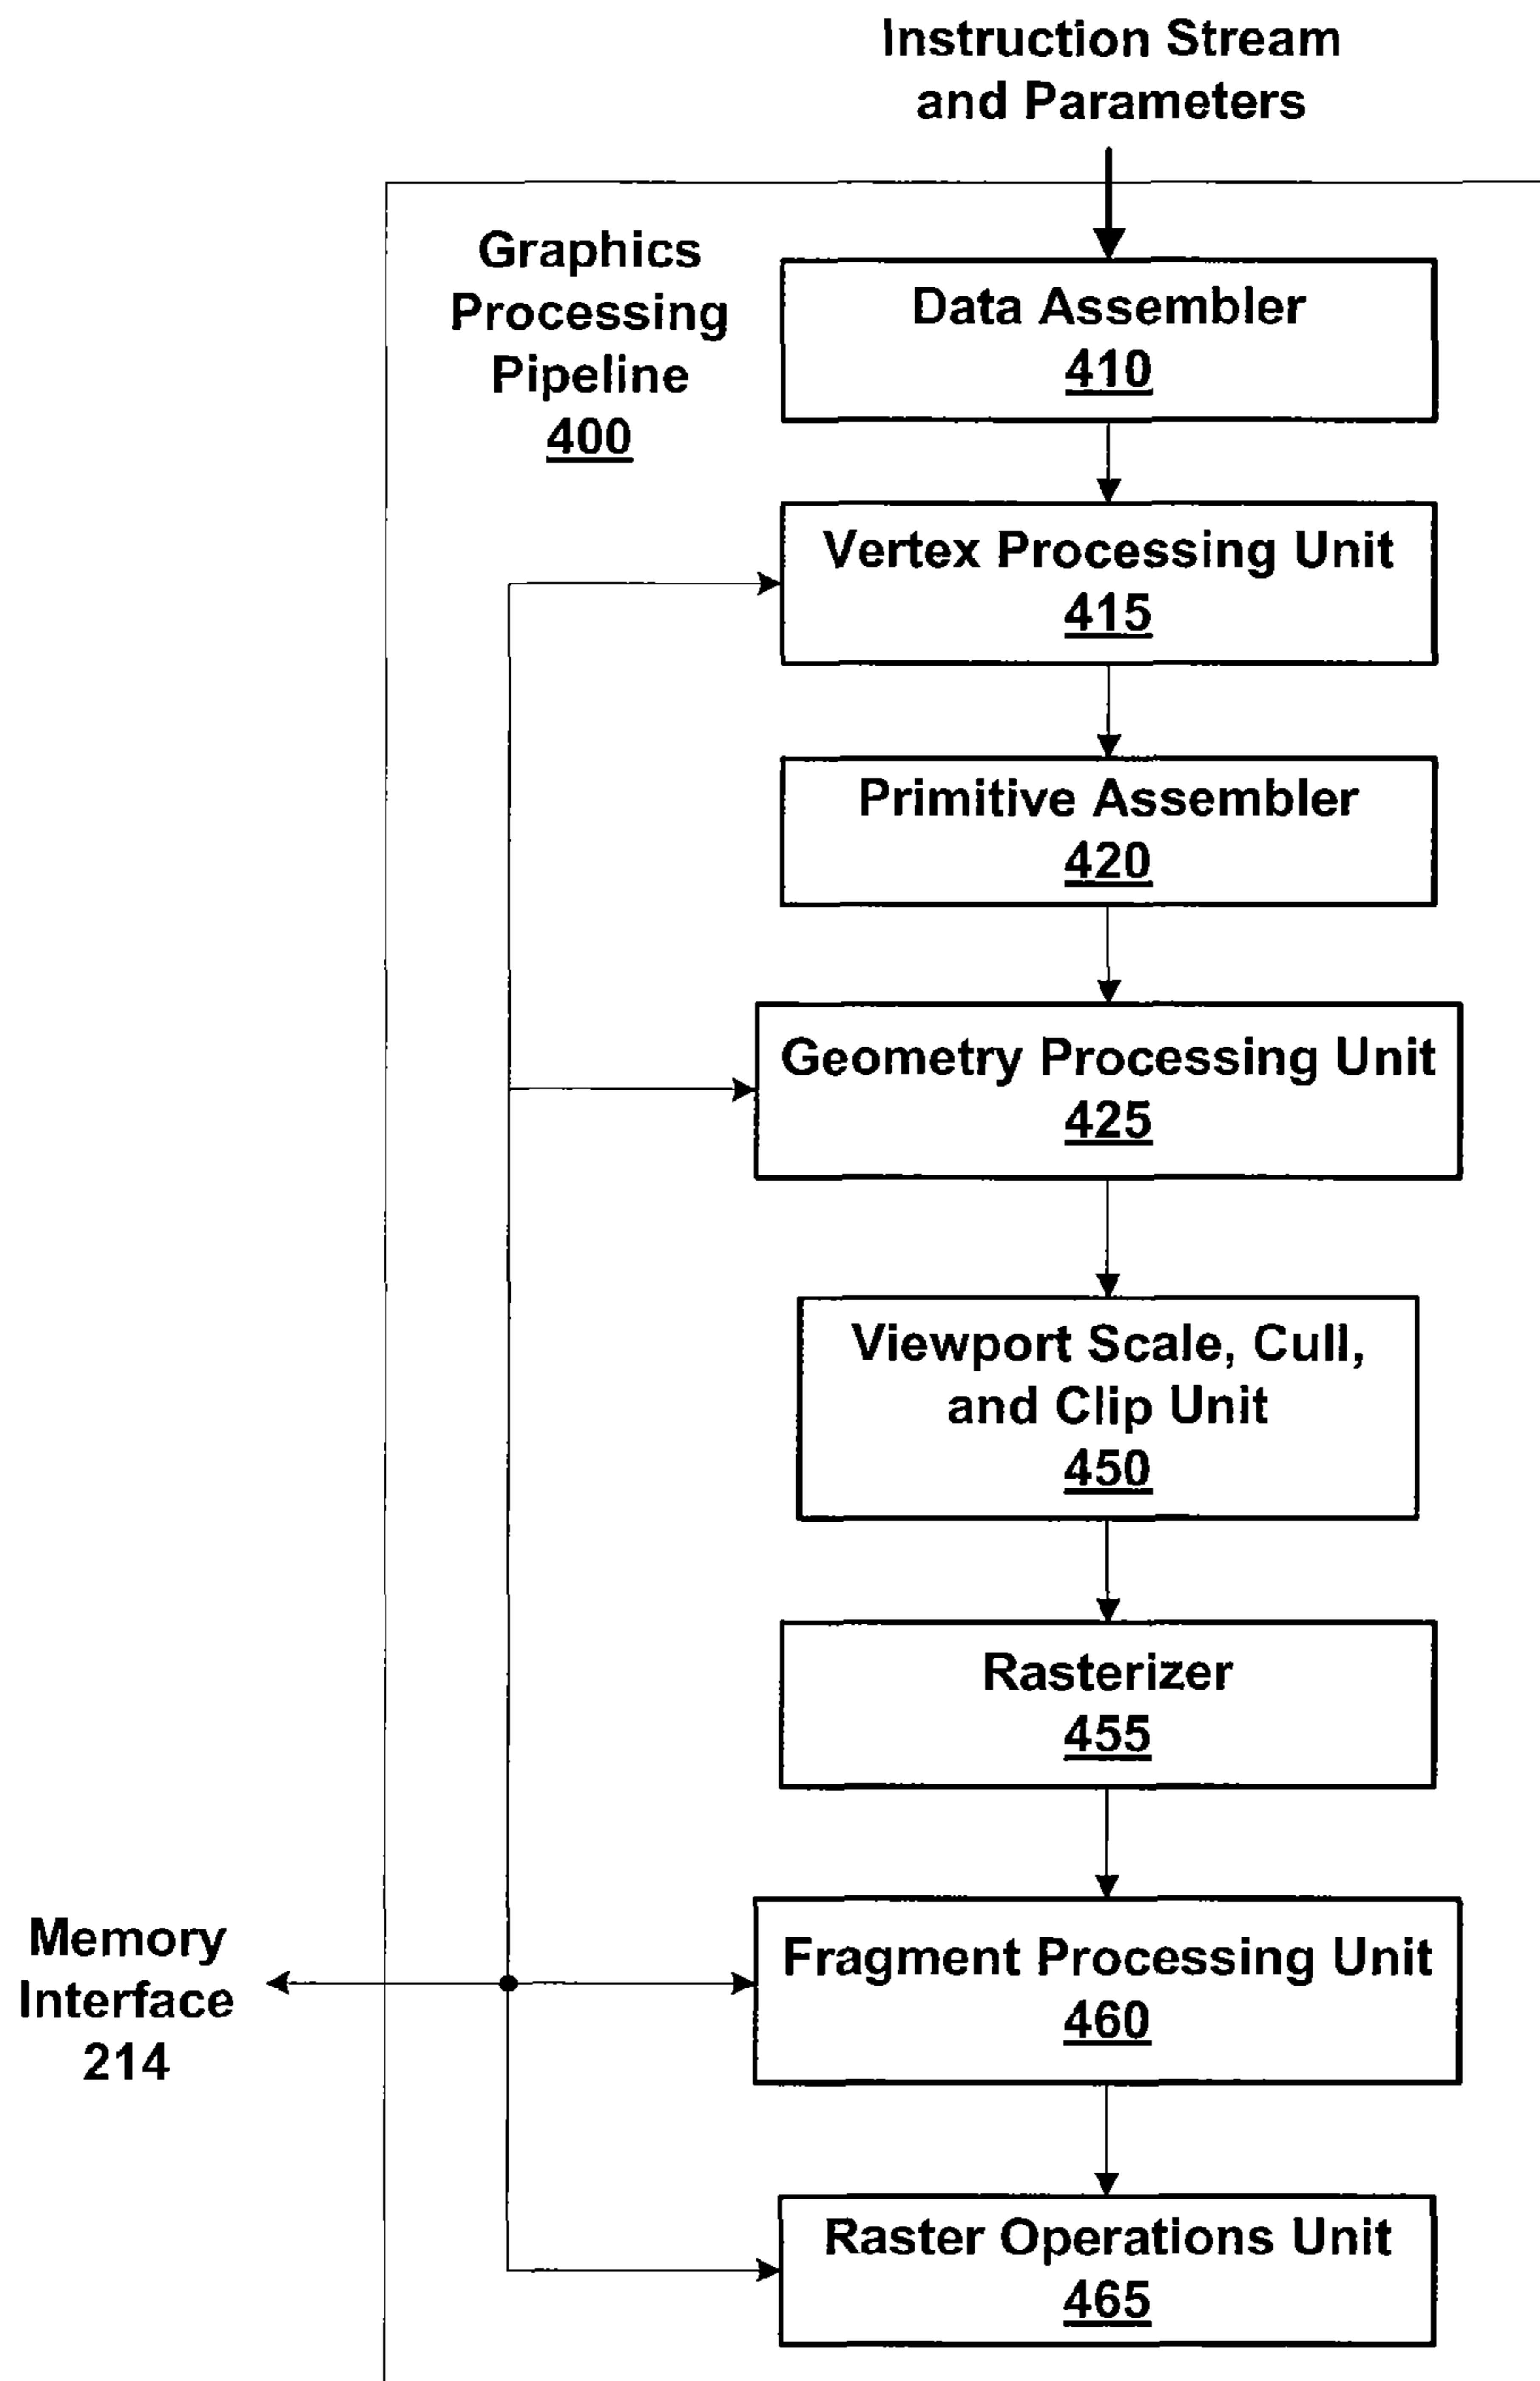 Instruction Stream
and Parameters
Graphics
Processing
Pipeline
400
Data Assembler
410
Vertex Processing Unit
415
Primitive Assembler
420
Geometry Processing Unit
425
Viewport Scale, Cull,
and Clip Unit
450
Rasterizer
455
Memory
Interface
214
Fragment Processing Unit
460
Raster Operations Unit
465